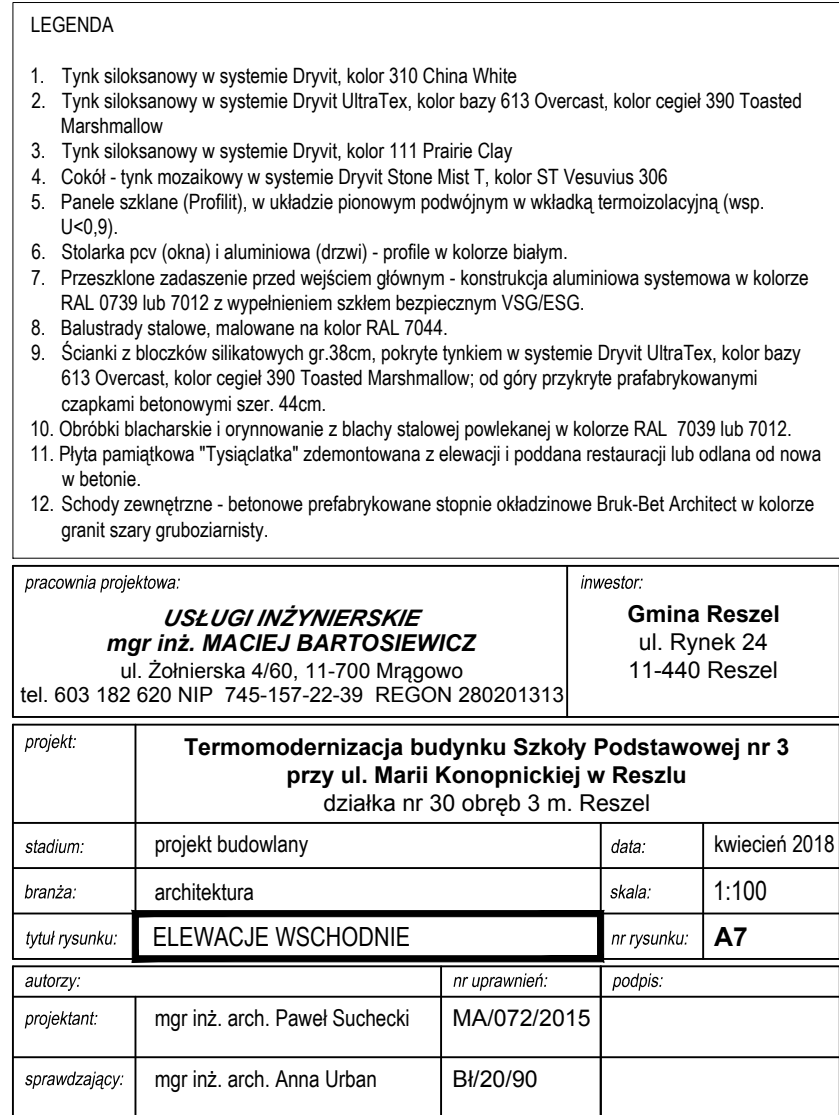 LEGENDA
1. Tynk siloksanowy w systemie Dryvit, kolor 310 China White
2. Tynk siloksanowy w systemie Dryvit UltraTex, kolor bazy 613 Overcast, kolor cegieł 390 Toasted
Marshmallow
3. Tynk siloksanowy w systemie Dryvit, kolor 111 Prairie Clay
4. Cokół - tynk mozaikowy w systemie Dryvit Stone Mist T, kolor ST Vesuvius 306
5. Panele szklane (Profilit), w układzie pionowym podwójnym w wkładką termoizolacyjną (wsp.
U<0,9).
6. Stolarka pcv (okna) i aluminiowa (drzwi) - profile w kolorze białym.
7. Przeszklone zadaszenie przed wejściem głównym - konstrukcja aluminiowa systemowa w kolorze
RAL 0739 lub 7012 z wypełnieniem szkłem bezpiecznym VSG/ESG.
8. Balustrady stalowe, malowane na kolor RAL 7044.
9. Ścianki z bloczków silikatowych gr.38cm, pokryte tynkiem w systemie Dryvit UltraTex, kolor bazy
613 Overcast, kolor cegieł 390 Toasted Marshmallow; od góry przykryte prafabrykowanymi
czapkami betonowymi szer. 44cm.
10. Obróbki blacharskie i orynnowanie z blachy stalowej powlekanej w kolorze RAL 7039 lub 7012.
11. Płyta pamiątkowa "Tysiąclatka" zdemontowana z elewacji i poddana restauracji lub odlana od nowa
w betonie.
12. Schody zewnętrzne - betonowe prefabrykowane stopnie okładzinowe Bruk-Bet Architect w kolorze
granit szary gruboziarnisty.
pracownia projektowa:
USŁUGI INŻYNIERSKIE
mgr inż. MACIEJ BARTOSIEWICZ
ul. Żołnierska 4/60, 11-700 Mrągowo
tel. 603 182 620 NIP 745-157-22-39 REGON 280201313
inwestor:
Gmina Reszel
ul. Rynek 24
11-440 Reszel
projekt:
Termomodernizacja budynku Szkoły Podstawowej nr 3
przy ul. Marii Konopnickiej w Reszlu
działka nr 30 obręb 3 m. Reszel
stadium: projekt budowlany data: kwiecień 2018
branża: architektura skala: 1:100
tytuł rysunku: ELEWACJE WSCHODNIE nr rysunku: A7
autorzy: nr uprawnień: podpis:
projektant: mgr inż. arch. Paweł Suchecki MA/072/2015
sprawdzający: mgr inż. arch. Anna Urban Bł/20/90